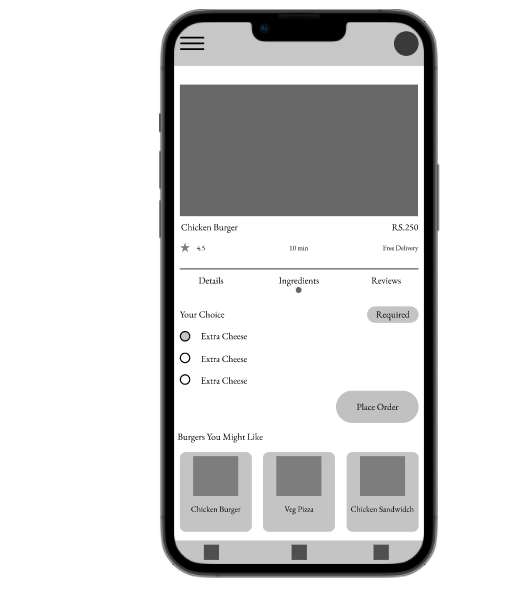 Chicken Burger RS.250
4.5 10 min Free Delivery
Details Ingredients Reviews
Your Choice Required
Extra Cheese
Extra Cheese
Extra Cheese
Place Order
Burgers You Might Like
Chicken Burger Veg Pizza Chicken Sandwidch